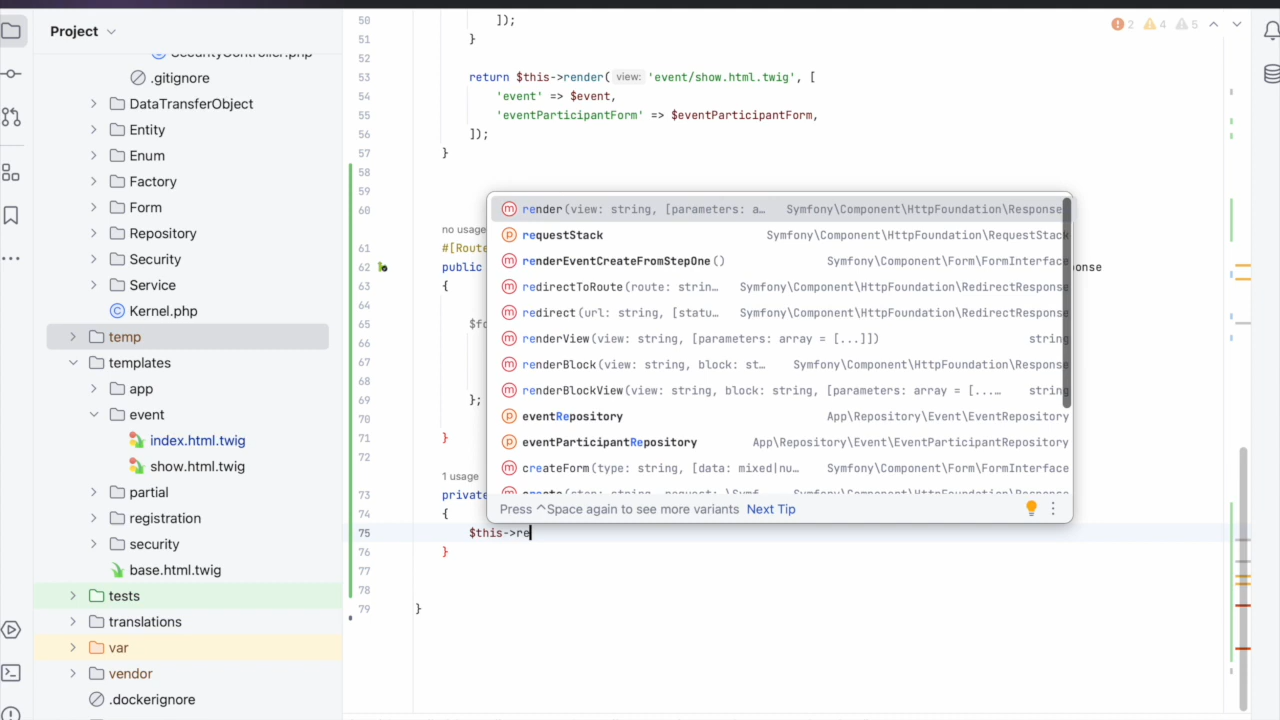 Project
SecurityController.php
.gitignore
DataTransferObject
Entity
Enum
Factory
Form
Repository
Security
Service
Kernel.php
temp
templates
app
event
index.html.twig
show.html.twig
partial
registration
security
base.html.twig
tests
translations
var
vendor
.dockerignore
2 4 5
50 ]);
51 }
52
53 return $this->render( view: 'event/show.html.twig', [
54 'event' => $event,
55 'eventParticipantForm' => $eventParticipantForm,
56 ]);
57 }
58
59
60
no usage
61 #[Route
62 public onse
63 {
64
65 $fo
66
67
68
69 };
70
71 }
72
1 usage
73 private
74 {
75 $this->re
76 }
77
78
79 }
render(view: string, [parameters: a... Symfony\Component\HttpFoundation\Response
requestStack Symfony\Component\HttpFoundation\RequestStack
renderEventCreateFromStepOne() Symfony\Component\Form\FormInterface
redirectToRoute(route: strin... Symfony\Component\HttpFoundation\RedirectResponse
redirect(url: string, [statu... Symfony\Component\HttpFoundation\RedirectResponse
renderView(view: string, [parameters: array = [...]]) string
renderBlock(view: string, block: st... Symfony\Component\HttpFoundation\Response
renderBlockView(view: string, block: string, [parameters: array = [... string
eventRepository App\Repository\Event\EventRepository
eventParticipantRepository App\Repository\Event\EventParticipantRepository
createForm(type: string, [data: mixed|nu... Symfony\Component\Form\FormInterface
Press ^Space again to see more variants Next Tip